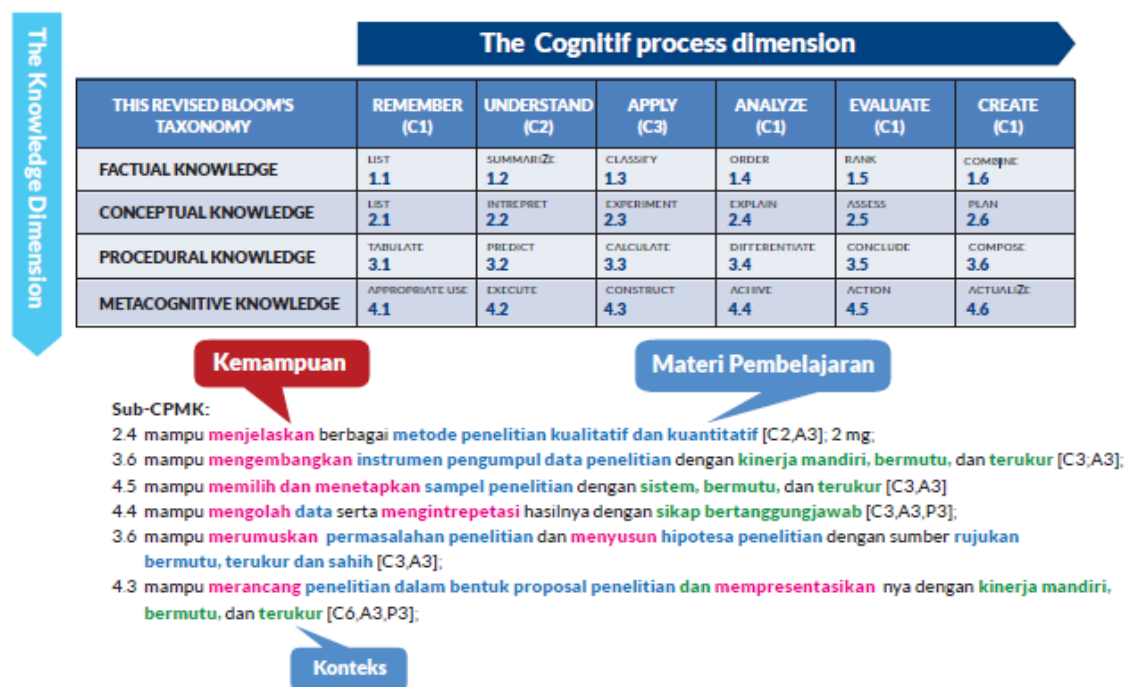 The Knowledge Dimension
The Cognitif process dimension
THIS REVISED BLOOM'S TAXONOMY
REMEMBER (C1)
UNDERSTAND (C2)
APPLY (C3)
ANALYZE (C1)
EVALUATE (C1)
CREATE (C1)
FACTUAL KNOWLEDGE
LIST 1.1
SUMMARIZE 1.2
CLASSIFY 1.3
ORDER 1.4
RANK 1.5
COMBINE 1.6
CONCEPTUAL KNOWLEDGE
LIST 2.1
INTREPRET 2.2
EXPERIMENT 2.3
EXPLAIN 2.4
ASSESS 2.5
PLAN 2.6
PROCEDURAL KNOWLEDGE
TABULATE 3.1
PREDICT 3.2
CALCULATE 3.3
DIFFERENTIATE 3.4
CONCLUDE 3.5
COMPOSE 3.6
METACOGNITIVE KNOWLEDGE
APPROPRIATE USE 4.1
EXECUTE 4.2
CONSTRUCT 4.3
ACHIVE 4.4
ACTION 4.5
ACTUALIZE 4.6
Kemampuan
Materi Pembelajaran
Sub-CPMK:
2.4 mampu menjelaskan berbagai metode penelitian kualitatif dan kuantitatif [C2,A3]; 2 mg;
3.6 mampu mengembangkan instrumen pengumpul data penelitian dengan kinerja mandiri, bermutu, dan terukur [C3;A3];
4.5 mampu memilih dan menetapkan sampel penelitian dengan sistem, bermutu, dan terukur [C3,A3]
4.4 mampu mengolah data serta mengintrepetasi hasilnya dengan sikap bertanggungjawab [C3,A3,P3];
3.6 mampu merumuskan permasalahan penelitian dan menyusun hipotesa penelitian dengan sumber rujukan
bermutu, terukur dan sahih [C3,A3];
4.3 mampu merancang penelitian dalam bentuk proposal penelitian dan mempresentasikan nya dengan kinerja mandiri,
bermutu, dan terukur [C6,A3,P3];
Konteks